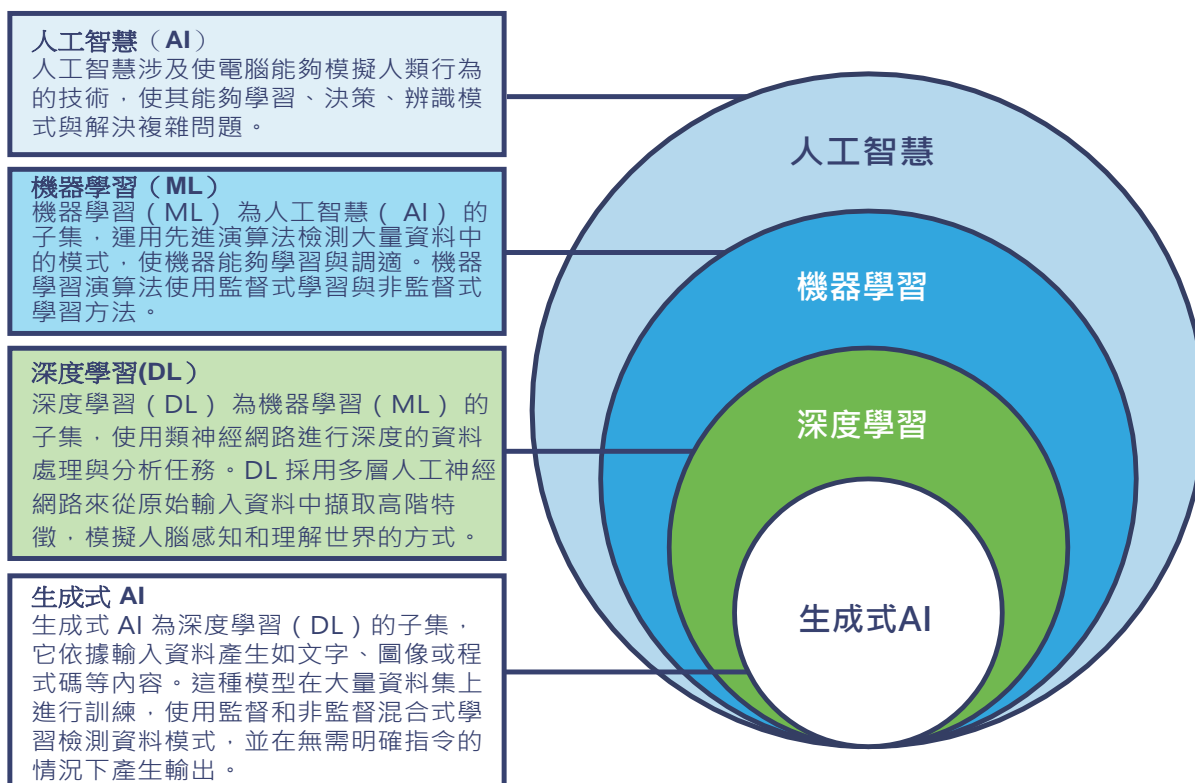 人工智慧（AI）
人工智慧涉及使電腦能夠模擬人類行為
的技術，使其能夠學習、決策、辨識模
式與解決複雜問題。
機器學習（ML）
機器學習（ML）為人工智慧（AI）的
子集，運用先進演算法檢測大量資料中
的模式，使機器能夠學習與調適。機器
學習演算法使用監督式學習與非監督式
學習方法。
深度學習(DL）
深度學習（DL）為機器學習（ML）的
子集，使用類神經網路進行深度的資料
處理與分析任務。DL 採用多層人工神經
網路來從原始輸入資料中擷取高階特
徵，模擬人腦感知和理解世界的方式。
生成式 AI
生成式 AI 為深度學習（DL）的子集，
它依據輸入資料產生如文字、圖像或程
式碼等內容。這種模型在大量資料集上
進行訓練，使用監督和非監督混合式學
習檢測資料模式，並在無需明確指令的
情況下產生輸出。
人工智慧
機器學習
深度學習
生成式AI